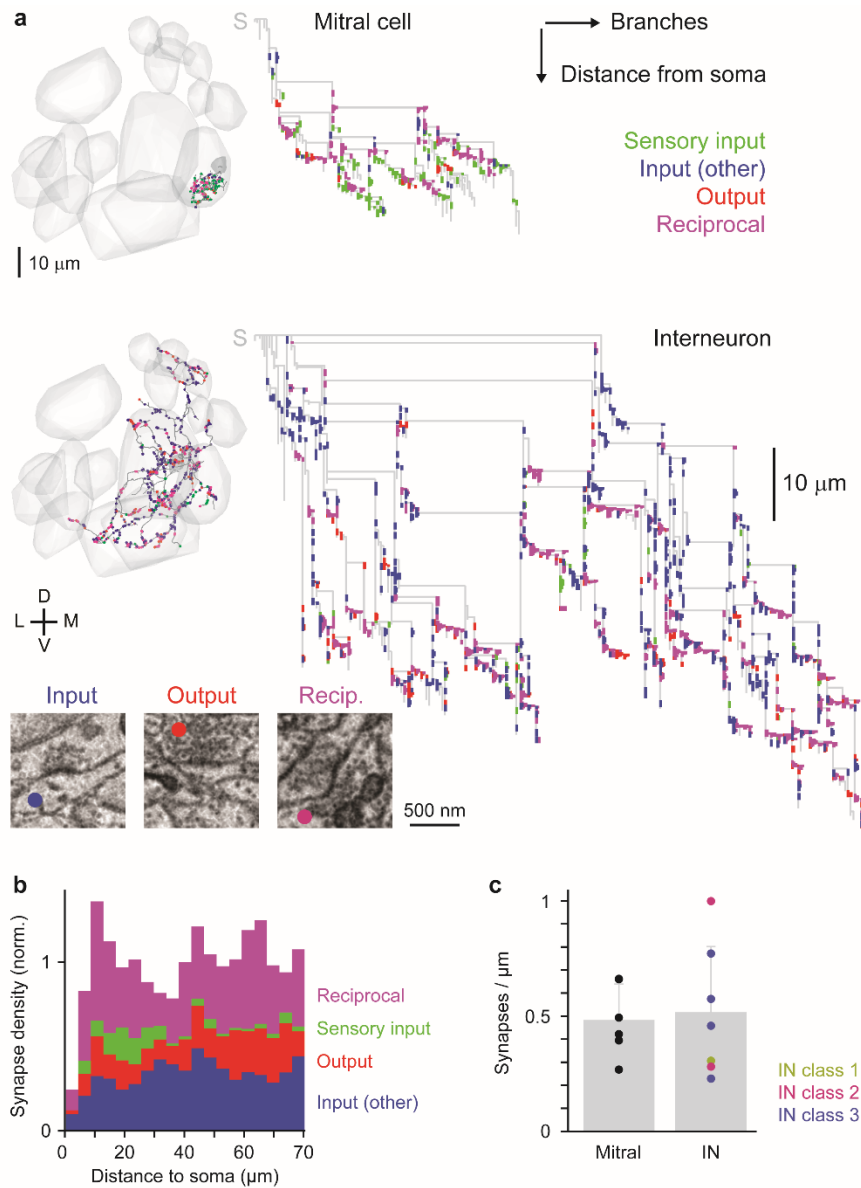 a
S
Mitral cell
Branches
Distance from soma
Sensory input
Input (other)
Output
Reciprocal
10 μm
S
Interneuron
10 μm
D
L M
V
Input
Output
Recip.
500 nm
b
Synapse density (norm.)
1
0
Reciprocal
Sensory input
Output
Input (other)
0 20 40 60 70
Distance to soma (μm)
c
Synapses / μm
1
0.5
0
Mitral
IN
IN class 1
IN class 2
IN class 3